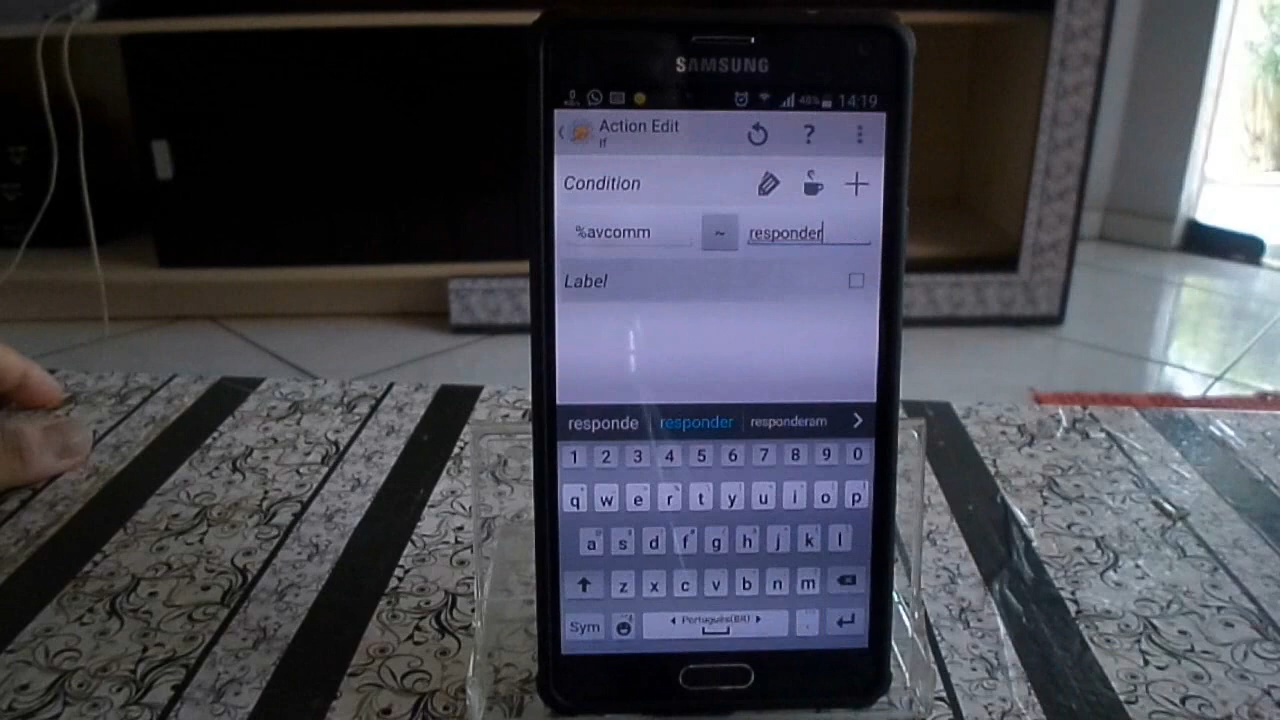 SAMSUNG
48% 14:19
Action Edit
If
Condition
%avcomm ~ responder
Label
responde responder responderam
1 2 3 4 5 6 7 8 9 0
q w e r t y u i o p
a s d f g h j k l
z x c v b n m
Sym Português(BR) .